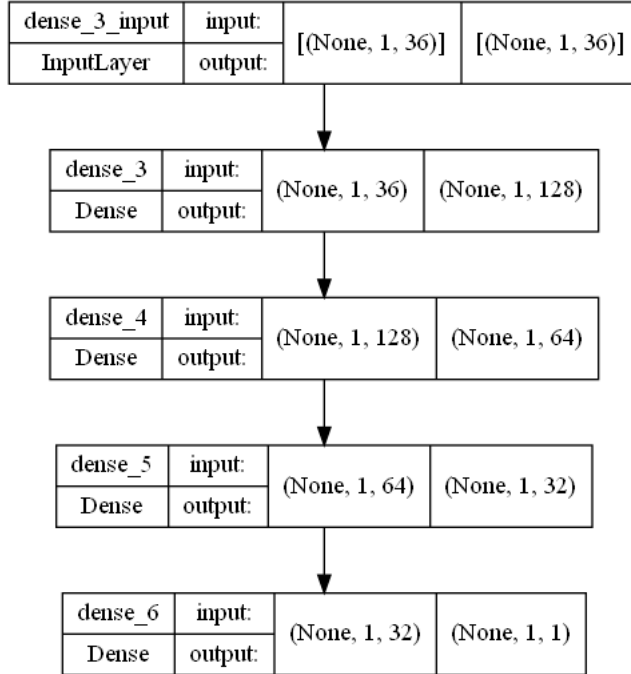 dense_3_input input: [(None, 1, 36)] [(None, 1, 36)]
InputLayer output:
dense_3 input: (None, 1, 36) (None, 1, 128)
Dense output:
dense_4 input: (None, 1, 128) (None, 1, 64)
Dense output:
dense_5 input: (None, 1, 64) (None, 1, 32)
Dense output:
dense_6 input: (None, 1, 32) (None, 1, 1)
Dense output: